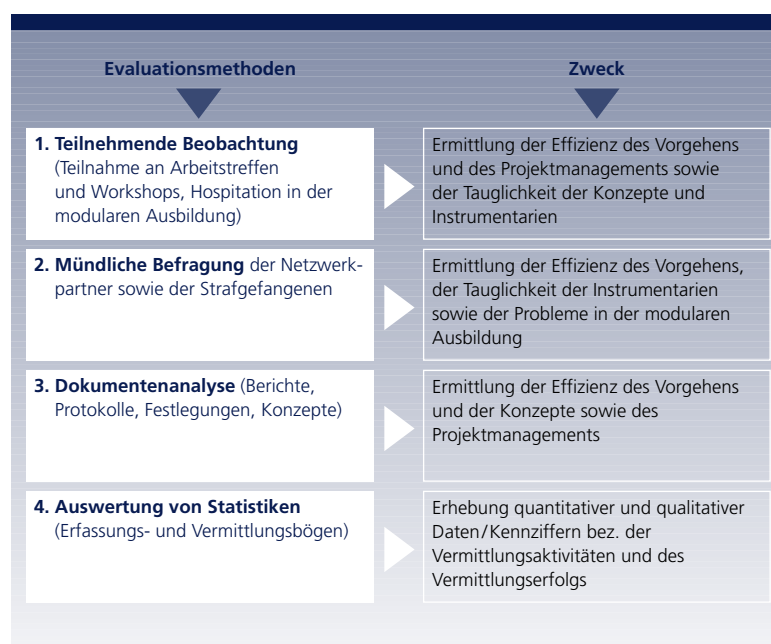 Evaluationsmethoden
Zweck
1. Teilnehmende Beobachtung
(Teilnahme an Arbeitstreffen
und Workshops, Hospitation in der
modularen Ausbildung)
Ermittlung der Effizienz des Vorgehens
und des Projektmanagements sowie
der Tauglichkeit der Konzepte und
Instrumentarien
2. Mündliche Befragung der Netzwerk-
partner sowie der Strafgefangenen
Ermittlung der Effizienz des Vorgehens,
der Tauglichkeit der Instrumentarien
sowie der Probleme in der modularen
Ausbildung
3. Dokumentenanalyse (Berichte,
Protokolle, Festlegungen, Konzepte)
Ermittlung der Effizienz des Vorgehens
und der Konzepte sowie des
Projektmanagements
4. Auswertung von Statistiken
(Erfassungs- und Vermittlungsbögen)
Erhebung quantitativer und qualitativer
Daten/Kennziffern bez. der
Vermittlungsaktivitäten und des
Vermittlungserfolgs